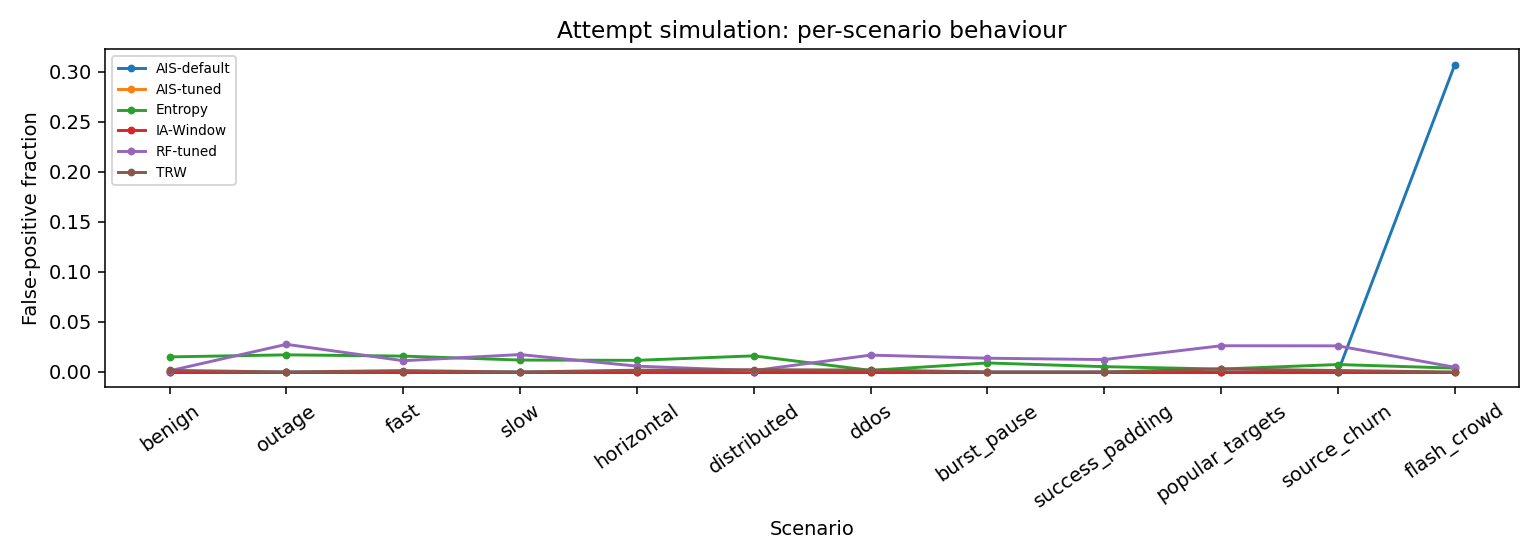 Attempt simulation: per-scenario behaviour
False-positive fraction
0.30
0.25
0.20
0.15
0.10
0.05
0.00
AIS-default
AIS-tuned
Entropy
IA-Window
RF-tuned
TRW
benign
outage
fast
slow
horizontal
distributed
ddos
burst_pause
success_padding
popular_targets
source_churn
flash_crowd
Scenario